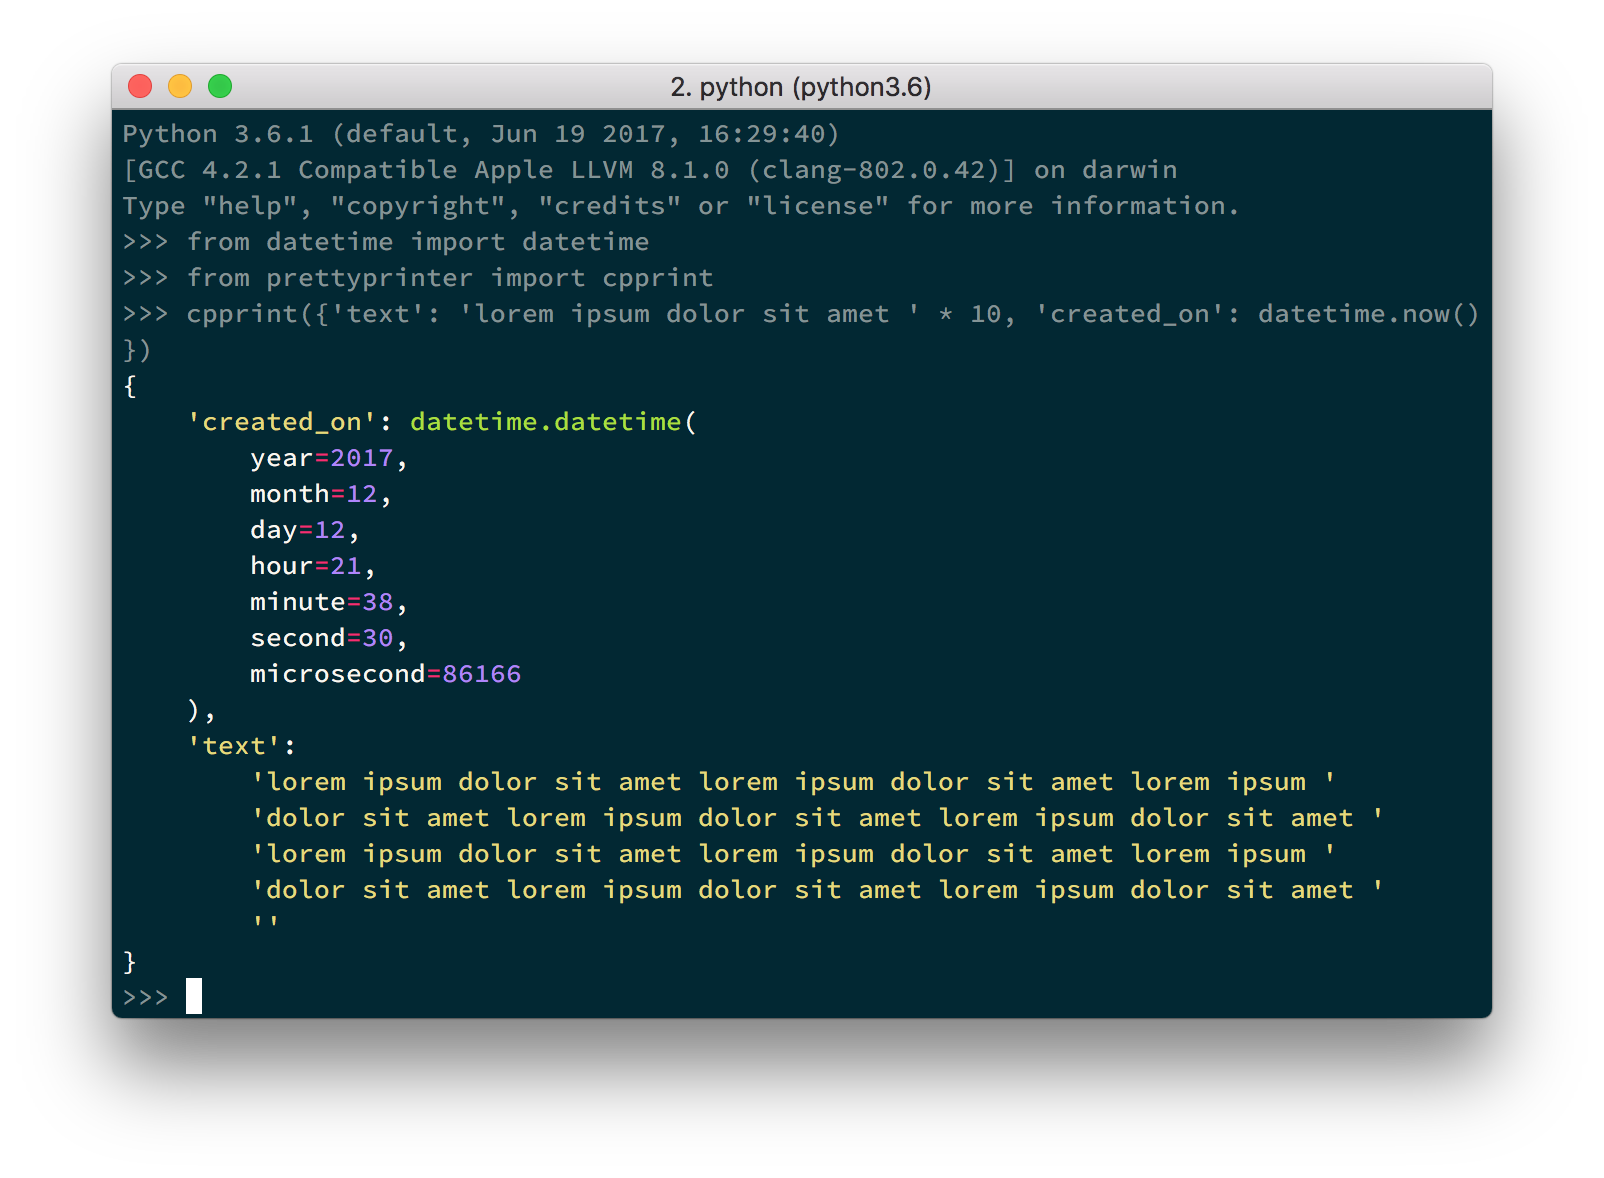 2. python (python3.6)
Python 3.6.1 (default, Jun 19 2017, 16:29:40)
[GCC 4.2.1 Compatible Apple LLVM 8.1.0 (clang-802.0.42)] on darwin
Type "help", "copyright", "credits" or "license" for more information.
>>> from datetime import datetime
>>> from prettyprinter import cpprint
>>> cpprint({'text': 'lorem ipsum dolor sit amet ' * 10, 'created_on': datetime.now()
})
{
    'created_on': datetime.datetime(
        year=2017,
        month=12,
        day=12,
        hour=21,
        minute=38,
        second=30,
        microsecond=86166
    ),
    'text':
        'lorem ipsum dolor sit amet lorem ipsum dolor sit amet lorem ipsum '
        'dolor sit amet lorem ipsum dolor sit amet lorem ipsum dolor sit amet '
        'lorem ipsum dolor sit amet lorem ipsum dolor sit amet lorem ipsum '
        'dolor sit amet lorem ipsum dolor sit amet lorem ipsum dolor sit amet '
        ''
}
>>>